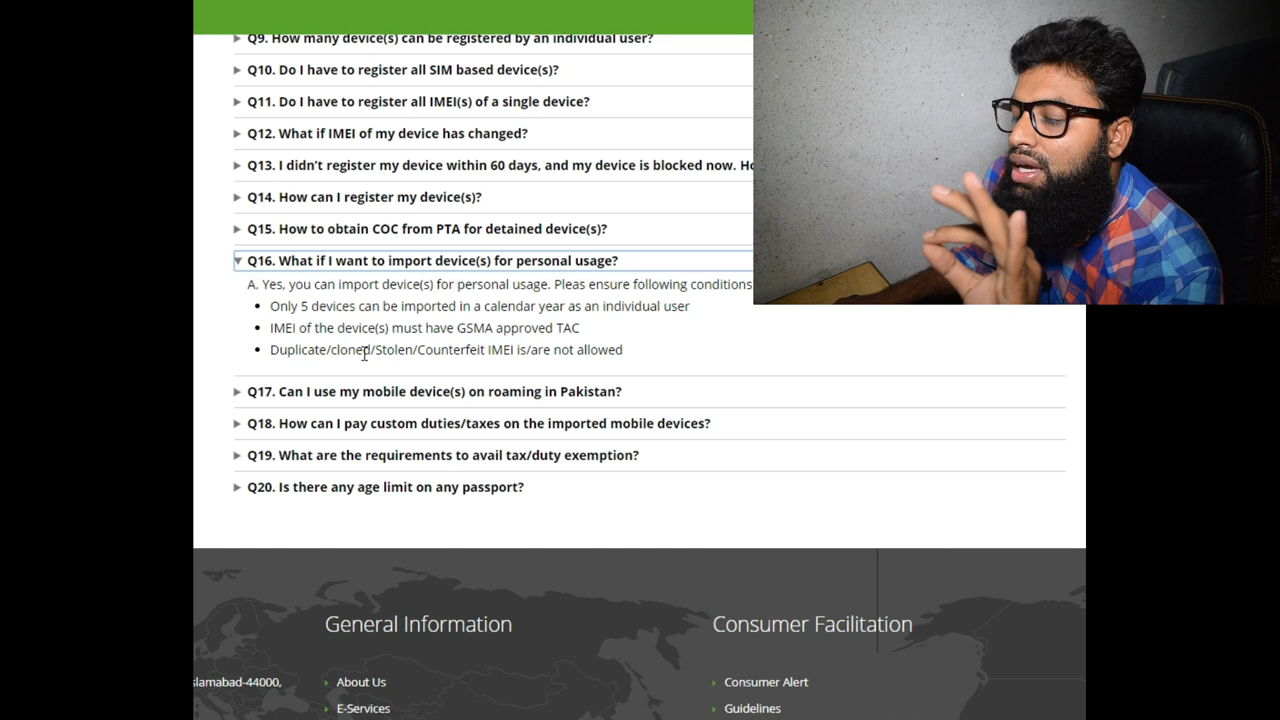 Q9. How many device(s) can be registered by an individual user?
Q10. Do I have to register all SIM based device(s)?
Q11. Do I have to register all IMEI(s) of a single device?
Q12. What if IMEI of my device has changed?
Q13. I didn't register my device within 60 days, and my device is blocked now.
Q14. How can I register my device(s)?
Q15. How to obtain COC from PTA for detained device(s)?
Q16. What if I want to import device(s) for personal usage?
A. Yes, you can import device(s) for personal usage. Pleas ensure following conditions
Only 5 devices can be imported in a calendar year as an individual user
IMEI of the device(s) must have GSMA approved TAC
Duplicate/cloned/Stolen/Counterfeit IMEI is/are not allowed
Q17. Can I use my mobile device(s) on roaming in Pakistan?
Q18. How can I pay custom duties/taxes on the imported mobile devices?
Q19. What are the requirements to avail tax/duty exemption?
Q20. Is there any age limit on any passport?
General Information
Consumer Facilitation
slamabad-44000,
About Us
Consumer Alert
E-Services
Guidelines